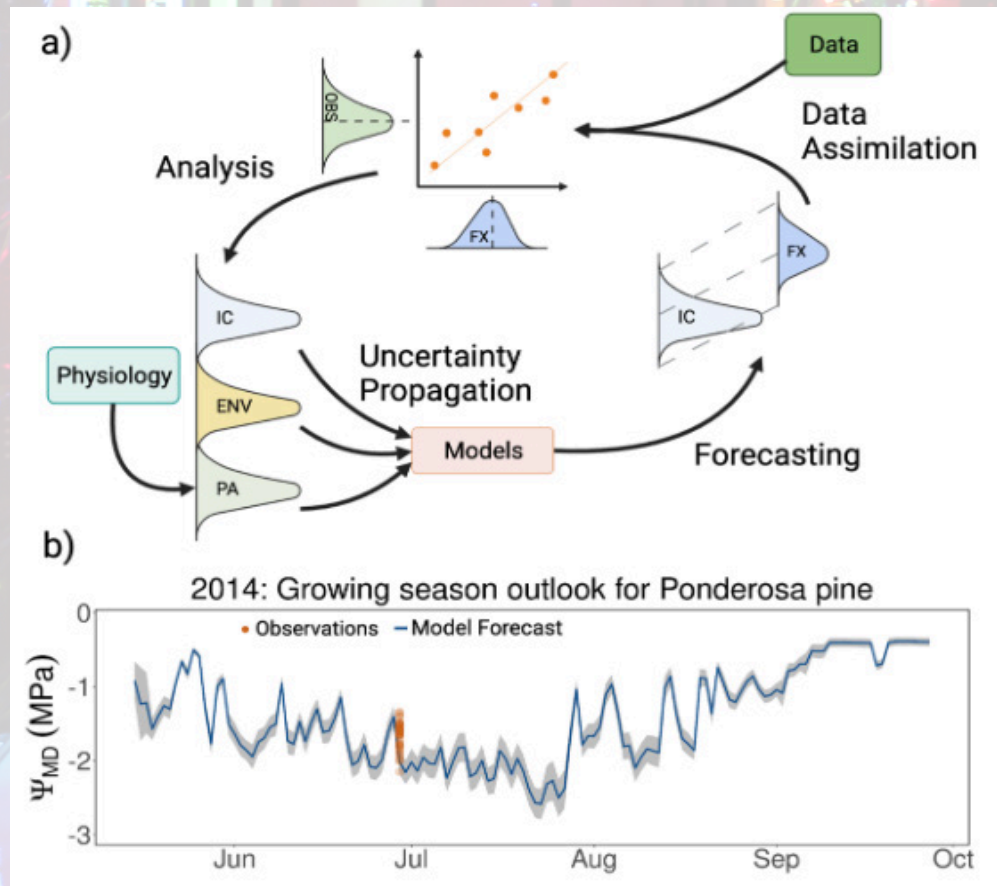 a)
Data
OBS
Data
Assimilation
Analysis
FX
FX
IC
IC
Physiology
Uncertainty
Propagation
ENV
Models
Forecasting
PA
b)
2014: Growing season outlook for Ponderosa pine
Observations
Model Forecast
0
-1
-2
-3
ΨMD (MPa)
Jun
Jul
Aug
Sep
Oct